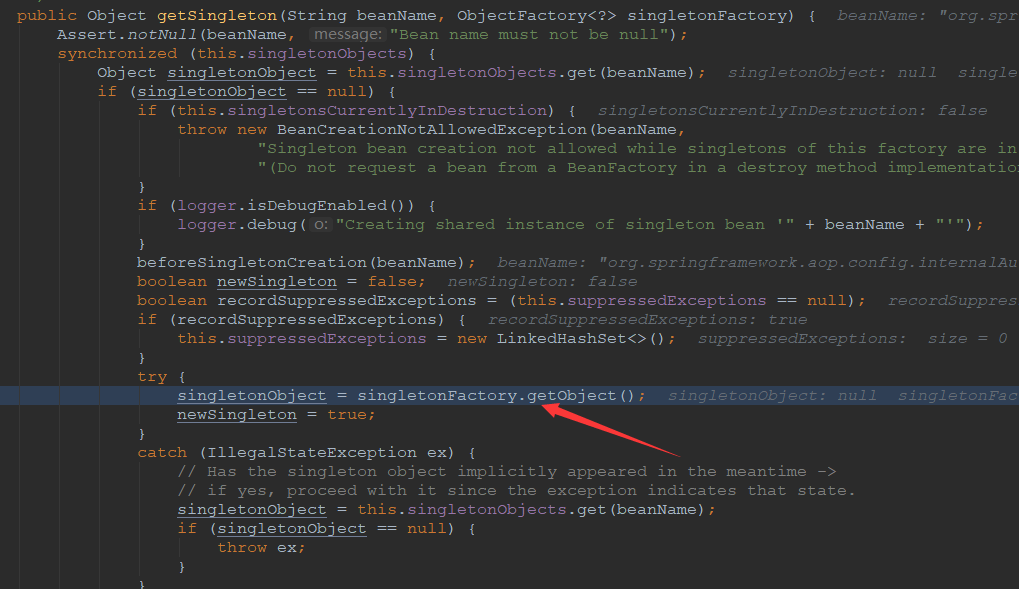 public Object getSingleton(String beanName, ObjectFactory<?> singletonFactory) {  beanName: "org.spr
Assert.notNull(beanName, message: "Bean name must not be null");
synchronized (this.singletonObjects) {
Object singletonObject = this.singletonObjects.get(beanName);  singletonObject: null  single
if (singletonObject == null) {
if (this.singletonsCurrentlyInDestruction) {  singletonsCurrentlyInDestruction: false
throw new BeanCreationNotAllowedException(beanName,
"Singleton bean creation not allowed while singletons of this factory are in
"(Do not request a bean from a BeanFactory in a destroy method implementatio
}
if (logger.isDebugEnabled()) {
logger.debug( o: "Creating shared instance of singleton bean '" + beanName + "'");
}
beforeSingletonCreation(beanName);  beanName: "org.springframework.aop.config.internalAu
boolean newSingleton = false;  newSingleton: false
boolean recordSuppressedExceptions = (this.suppressedExceptions == null);  recordSuppres
if (recordSuppressedExceptions) {  recordSuppressedExceptions: true
this.suppressedExceptions = new LinkedHashSet<>();  suppressedExceptions:  size = 0
}
try {
singletonObject = singletonFactory.getObject();  singletonObject: null  singletonFac
newSingleton = true;
}
catch (IllegalStateException ex) {
// Has the singleton object implicitly appeared in the meantime ->
// if yes, proceed with it since the exception indicates that state.
singletonObject = this.singletonObjects.get(beanName);
if (singletonObject == null) {
throw ex;
}
}